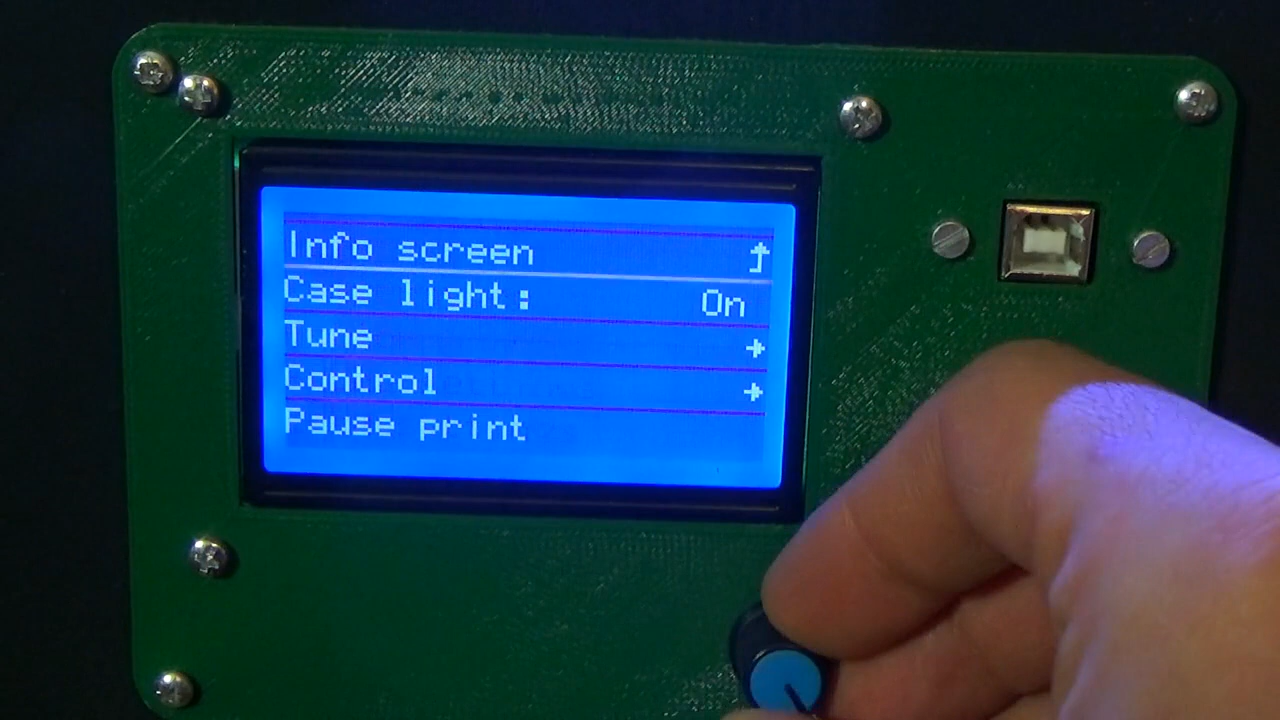 Info screen ↑
Case light: On
Tune →
Control →
Pause print